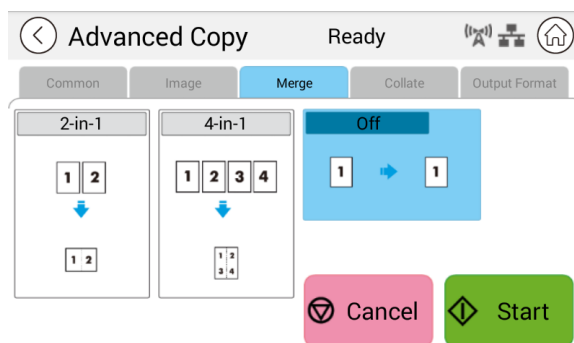 Advanced Copy Ready
Common Image Merge Collate Output Format
2-in-1 4-in-1 Off
1 2 1 2 3 4 1 1
1 2
1 2
3 4
Cancel Start